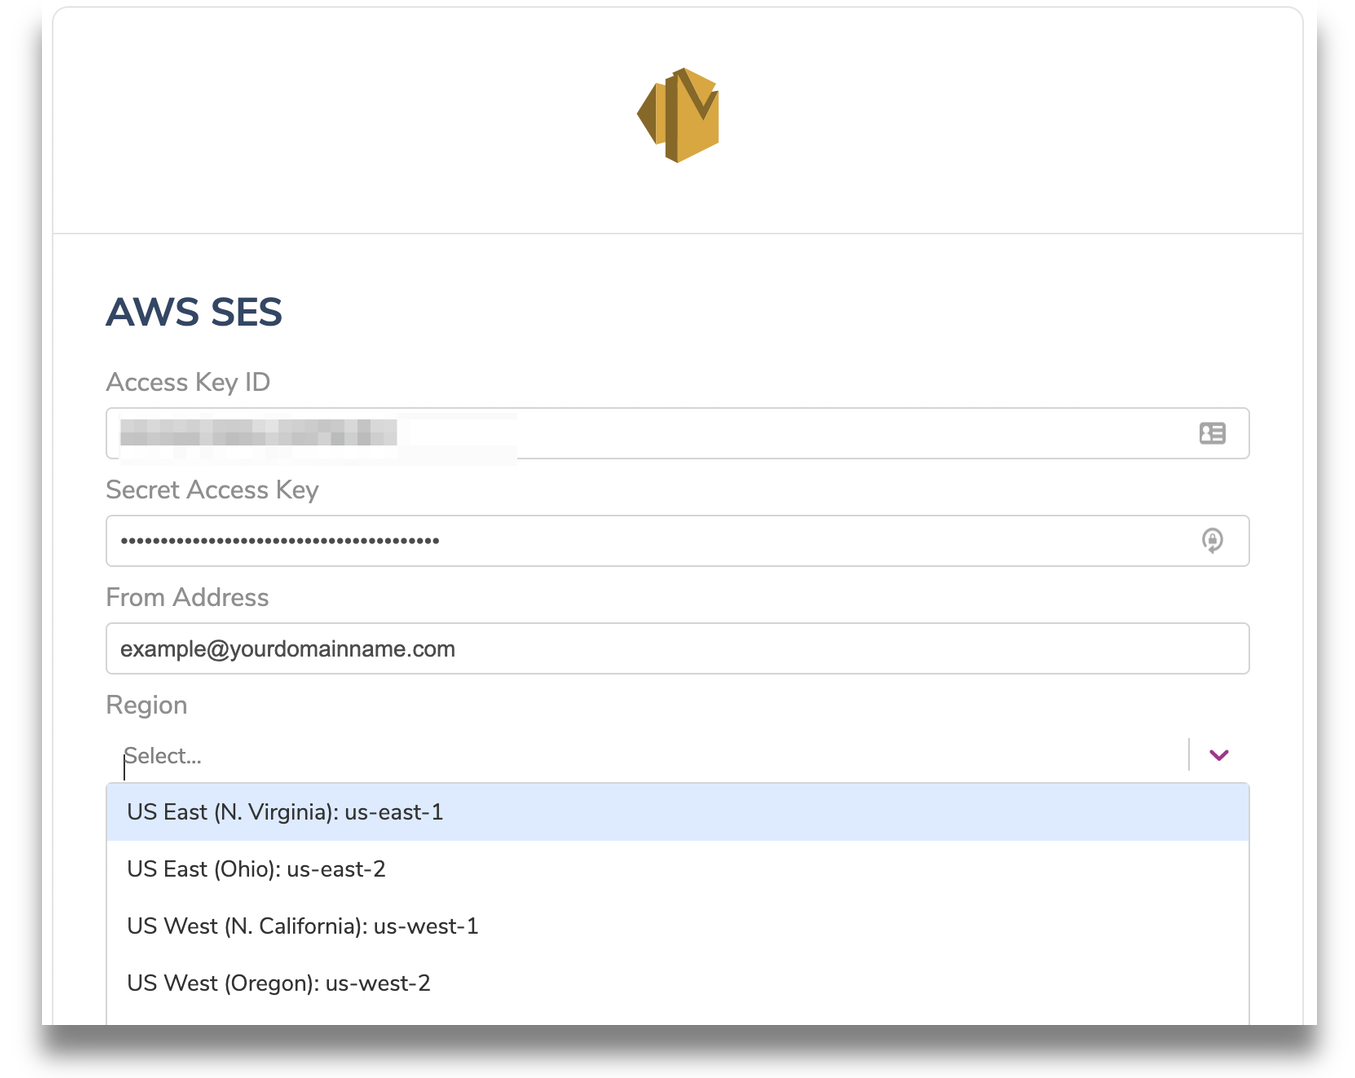 AWS SES
Access Key ID
Secret Access Key
••••••••••••••••••••••••••••••••••••••••
From Address
example@yourdomainname.com
Region
Select...
US East (N. Virginia): us-east-1
US East (Ohio): us-east-2
US West (N. California): us-west-1
US West (Oregon): us-west-2